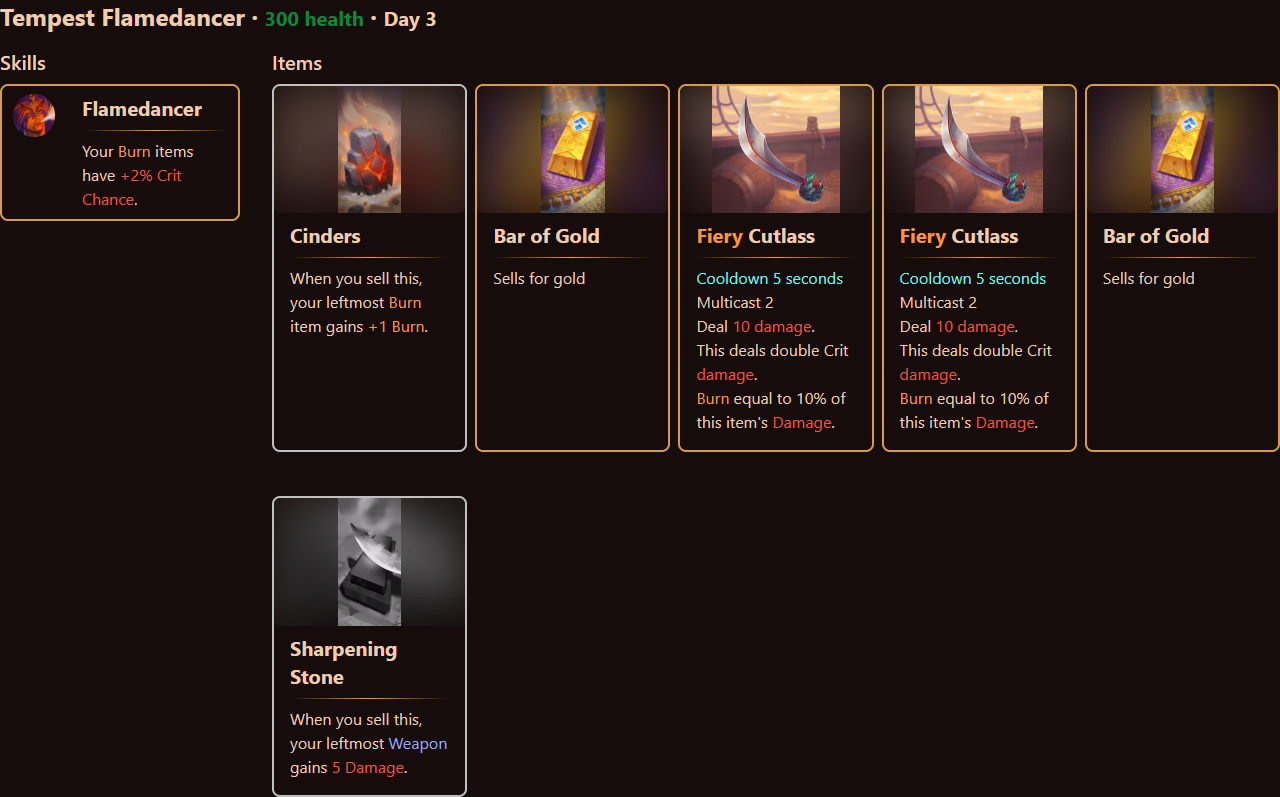 Tempest Flamedancer · 300 health · Day 3
Skills
Flamedancer
Your Burn items
have +2% Crit
Chance.
Items
Cinders
When you sell this,
your leftmost Burn
item gains +1 Burn.
Bar of Gold
Sells for gold
Fiery Cutlass
Cooldown 5 seconds
Multicast 2
Deal 10 damage.
This deals double Crit
damage.
Burn equal to 10% of
this item's Damage.
Fiery Cutlass
Cooldown 5 seconds
Multicast 2
Deal 10 damage.
This deals double Crit
damage.
Burn equal to 10% of
this item's Damage.
Bar of Gold
Sells for gold
Sharpening
Stone
When you sell this,
your leftmost Weapon
gains 5 Damage.